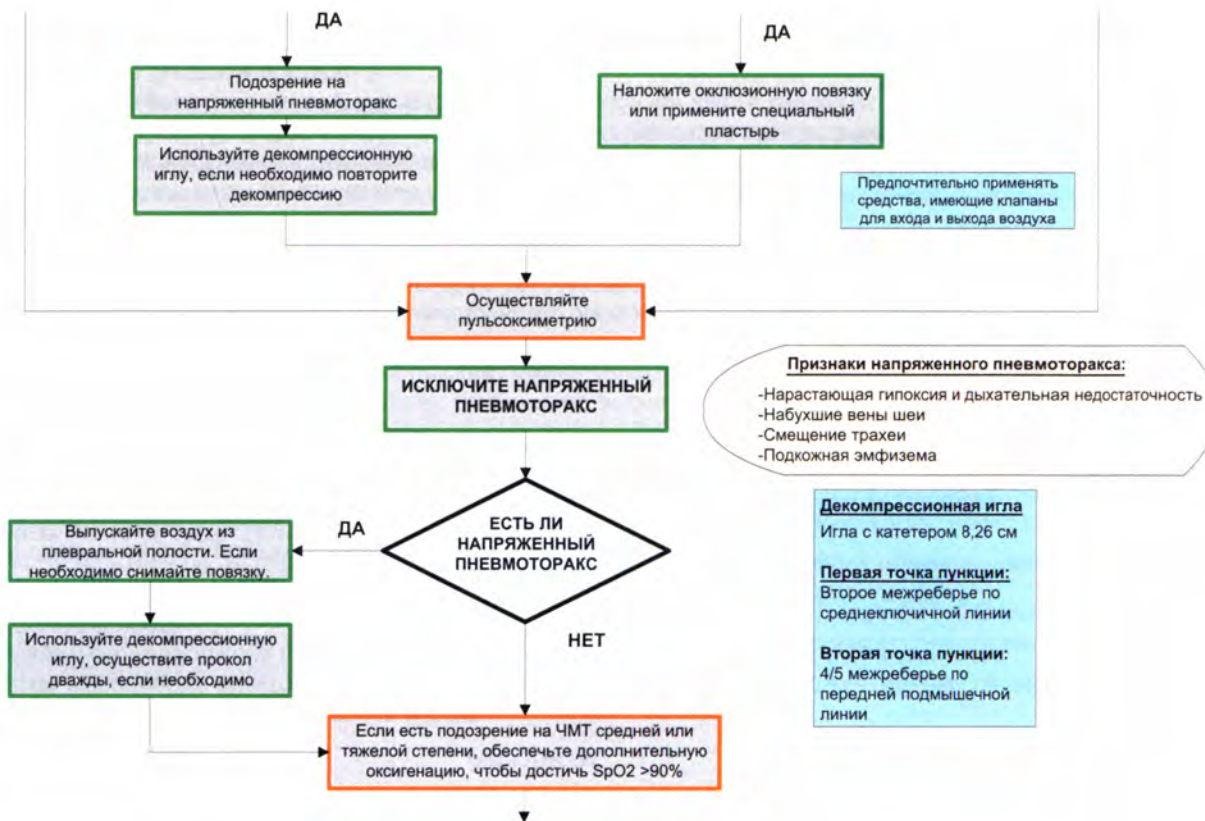 ДА
ДА
Подозрение на
напряженный пневмоторакс
Наложите окклюзионную повязку
или примените специальный
пластырь
Используйте декомпрессионную
иглу, если необходимо повторите
декомпрессию
Предпочтительно применять
средства, имеющие клапаны
для входа и выхода воздуха
Осуществляйте
пульсоксиметрию
ИСКЛЮЧИТЕ НАПРЯЖЕННЫЙ
ПНЕВМОТОРАКС
Признаки напряженного пневмоторакса:
-Нарастающая гипоксия и дыхательная недостаточность
-Набухшие вены шеи
-Смещение трахеи
-Подкожная эмфизема
ЕСТЬ ЛИ
НАПРЯЖЕННЫЙ
ПНЕВМОТОРАКС
ДА
Выпускайте воздух из
плевральной полости. Если
необходимо снимайте повязку.
Используйте декомпрессионную
иглу, осуществите прокол
дважды, если необходимо
НЕТ
Декомпрессионная игла
Игла с катетером 8,26 см
Первая точка пункции:
Второе межреберье по
среднеключичной линии
Вторая точка пункции:
4/5 межреберье по
передней подмышечной
линии
Если есть подозрение на ЧМТ средней или
тяжелой степени, обеспечьте дополнительную
оксигенацию, чтобы достичь SpO2 >90%